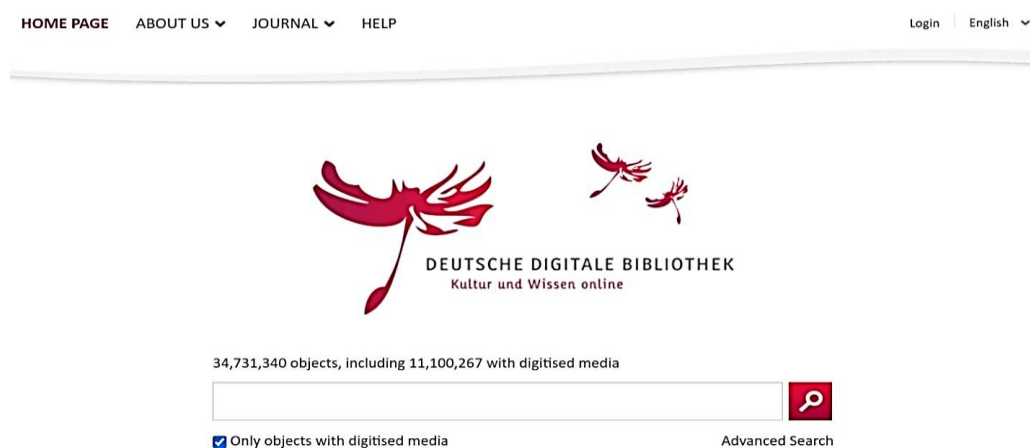 HOME PAGE ABOUT US JOURNAL HELP Login English
DEUTSCHE DIGITALE BIBLIOTHEK
Kultur und Wissen online
34,731,340 objects, including 11,100,267 with digitised media
Only objects with digitised media Advanced Search